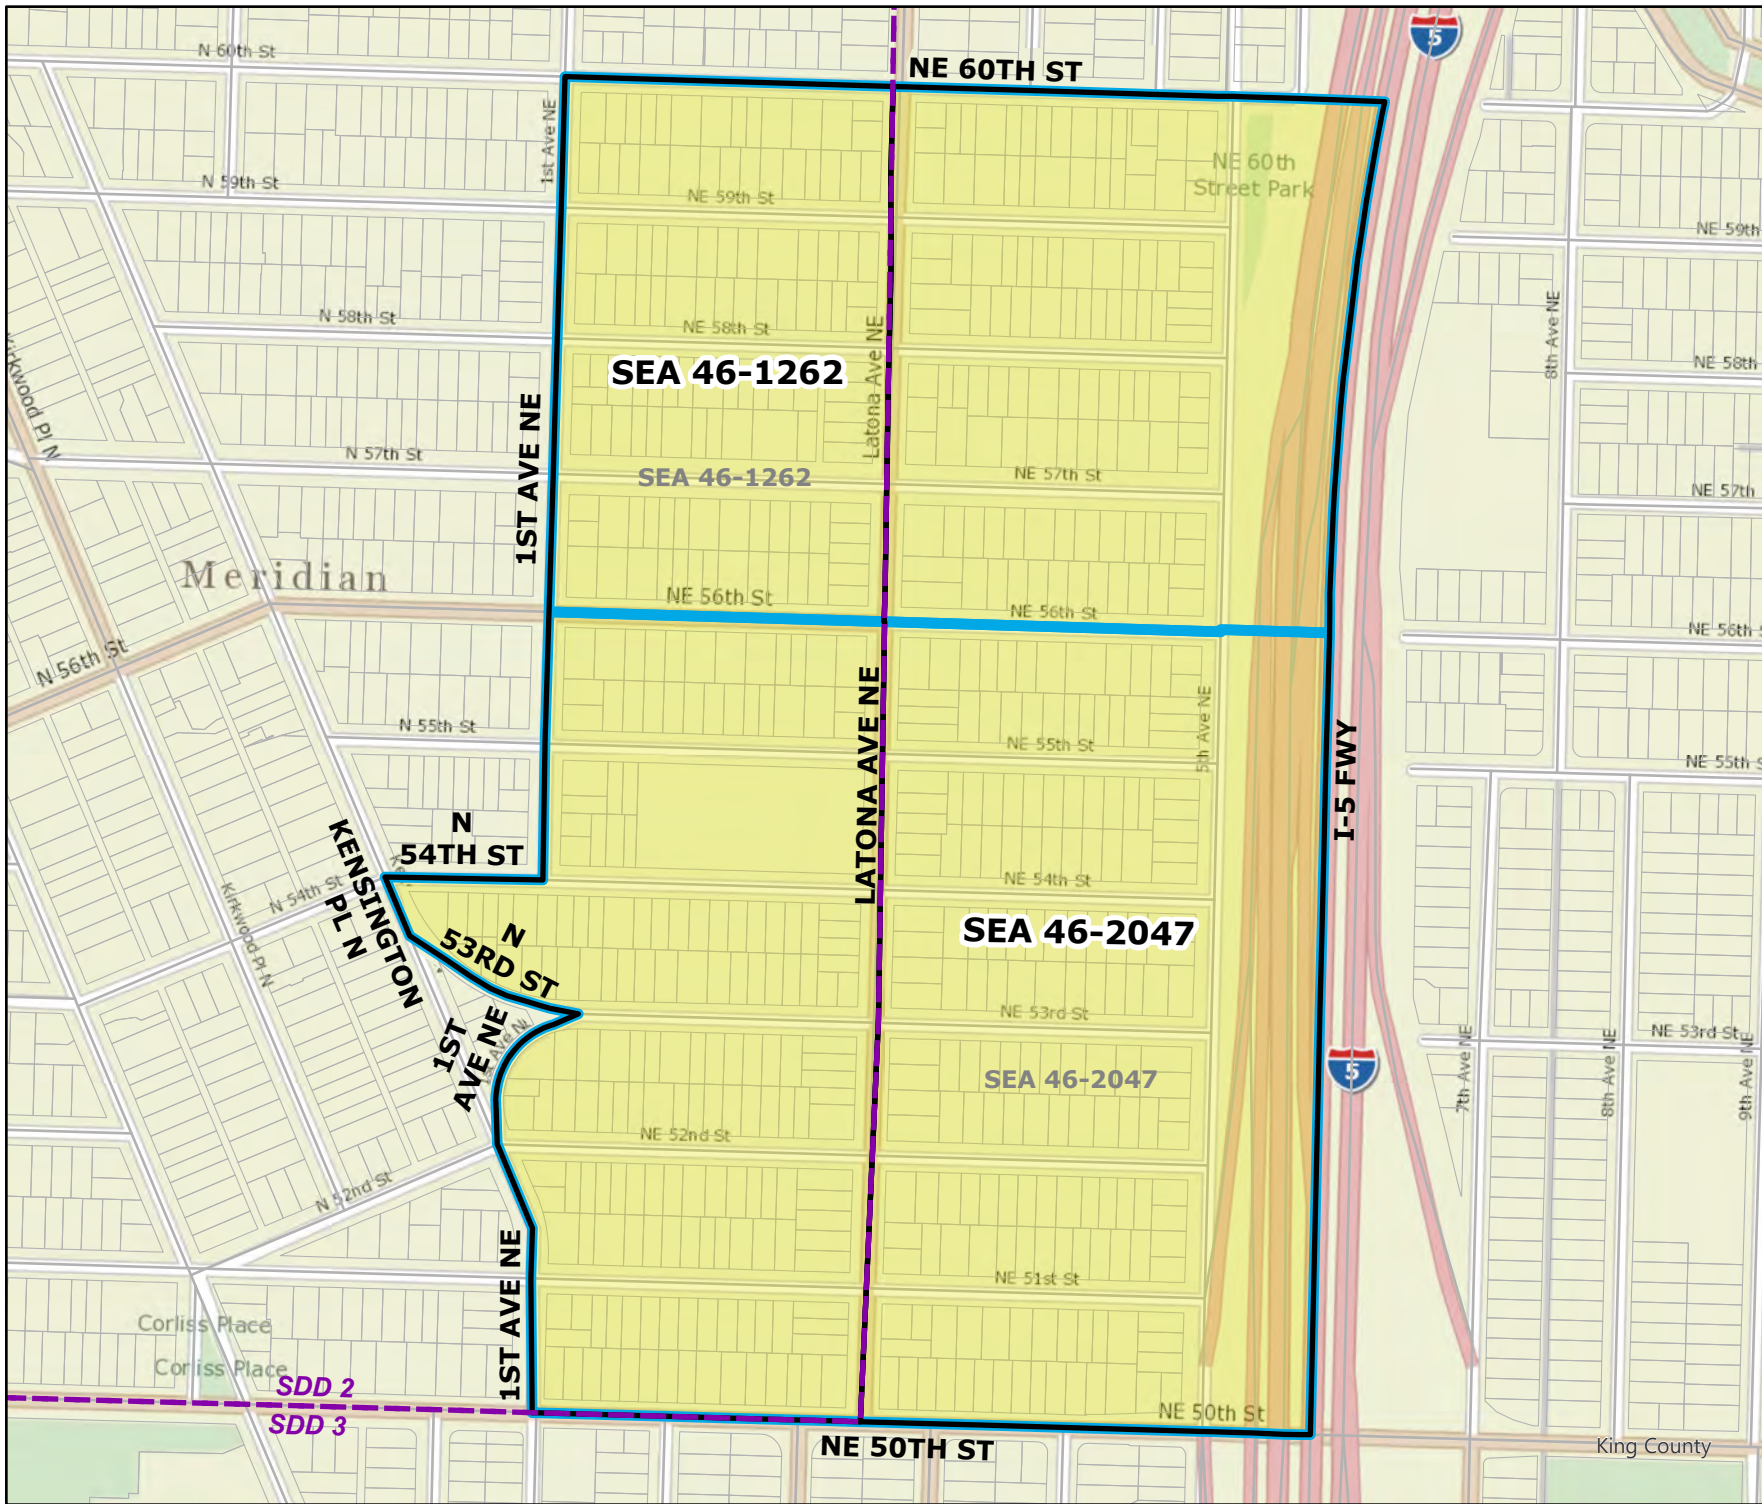 N 60th St
5
NE 60TH ST
1st Ave NE
NE 60th
Street Park
N 59th St
NE 59th St
NE 59th
N 58th St
NE 58th St
8th Ave NE
Latona Ave NE
Kirkwood Pl N
SEA 46-1262
NE 58th
1ST AVE NE
N 57th St
SEA 46-1262
NE 57th St
NE 57th
Meridian
NE 56th St
NE 56th St
NE 56th
N 56th St
LATONA AVE NE
5th Ave NE
N 55th St
NE 55th St
I-5 FWY
NE 55th St
N
54TH ST
KENSINGTON
PL N
N 54th St
NE 54th St
Kirkwood Pl N
N
53RD ST
SEA 46-2047
1ST
AVE NE
1st Ave NE
NE 53rd St
NE 53rd St
5
SEA 46-2047
7th Ave NE
8th Ave NE
9th Ave NE
NE 52nd St
N 52nd St
1ST AVE NE
NE 51st St
Corliss Place
Corliss Place
SDD 2
SDD 3
NE 50th St
NE 50TH ST
King County